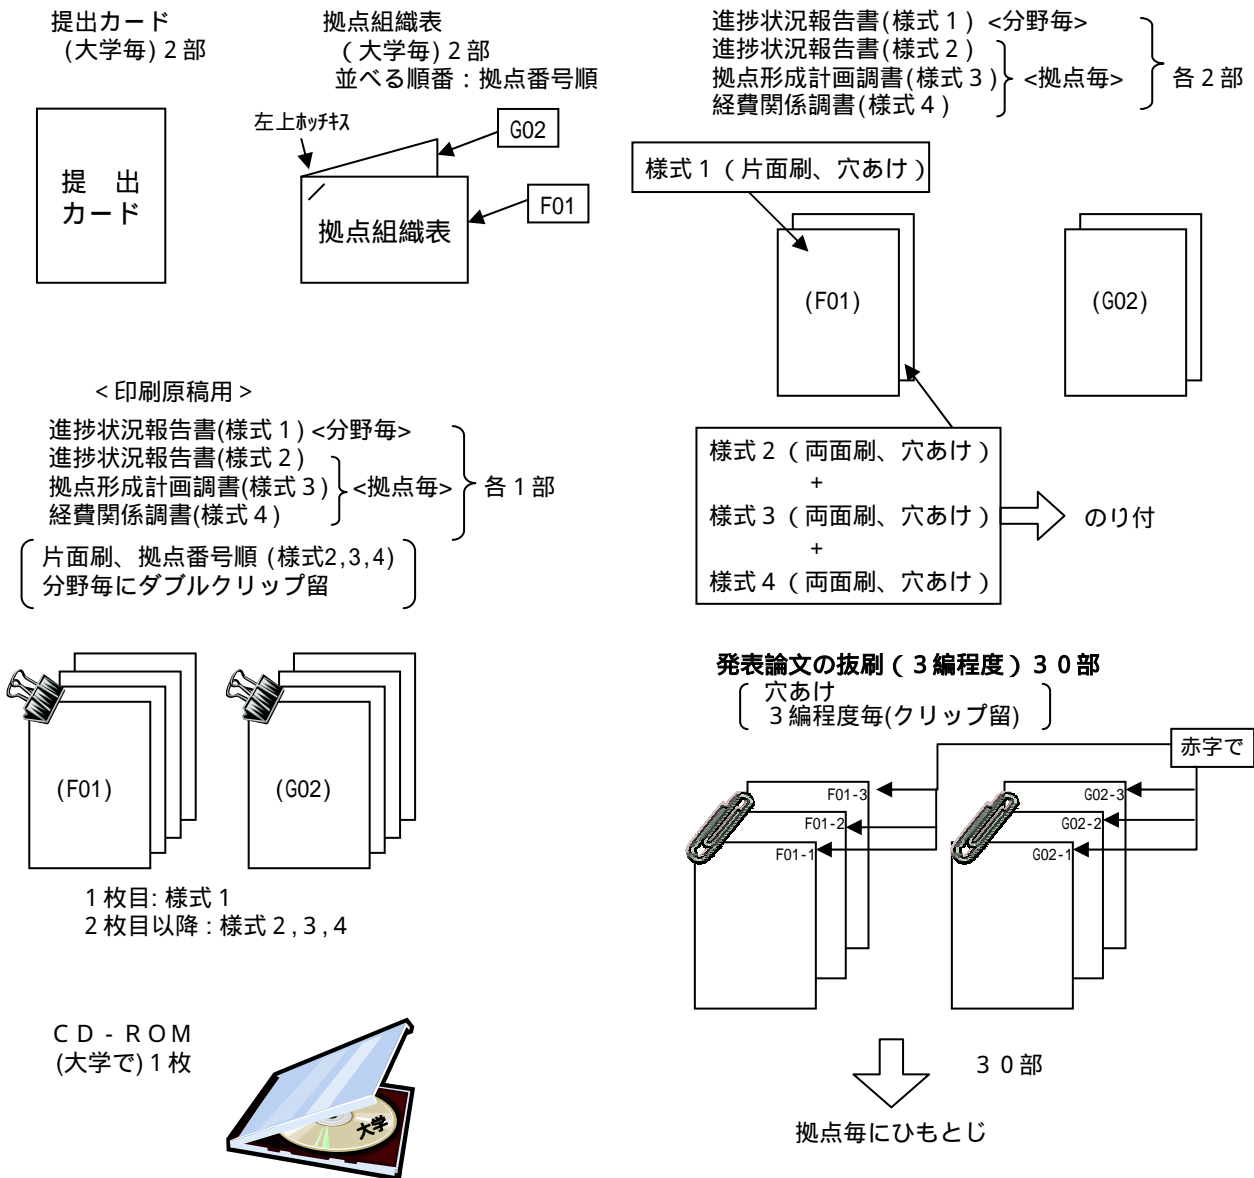 提出カード
(大学毎) 2部
拠点組織表
(大学毎) 2部
並べる順番：拠点番号順
提　出
カード
左上ホッチキス
G02
F01
拠点組織表
進捗状況報告書(様式1) <分野毎>
進捗状況報告書(様式2)
拠点形成計画調書(様式3)
経費関係調書(様式4)
<拠点毎>
各2部
様式1（片面刷、穴あけ）
(F01)
(G02)
様式2（両面刷、穴あけ）
+
様式3（両面刷、穴あけ）
+
様式4（両面刷、穴あけ）
のり付
<印刷原稿用>
進捗状況報告書(様式1) <分野毎>
進捗状況報告書(様式2)
拠点形成計画調書(様式3)
経費関係調書(様式4)
<拠点毎>
各1部
片面刷、拠点番号順 (様式2,3,4)
分野毎にダブルクリップ留
(F01)
(G02)
1枚目: 様式1
2枚目以降：様式2,3,4
発表論文の抜刷（3編程度）30部
穴あけ
3編程度毎(クリップ留)
赤字で
F01-3
F01-2
F01-1
G02-3
G02-2
G02-1
30部
拠点毎にひもとじ
CD-ROM
(大学で) 1枚
大学